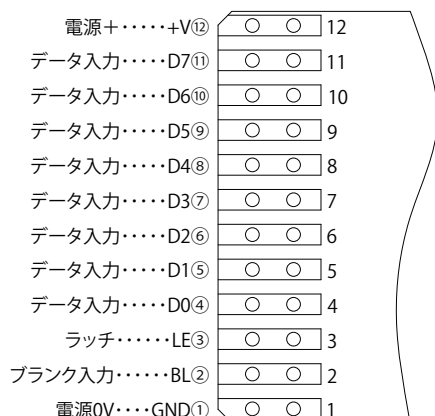 電源＋・・・・・+V⑫ 12
データ入力・・・・・D7⑪ 11
データ入力・・・・・D6⑩ 10
データ入力・・・・・D5⑨ 9
データ入力・・・・・D4⑧ 8
データ入力・・・・・D3⑦ 7
データ入力・・・・・D2⑥ 6
データ入力・・・・・D1⑤ 5
データ入力・・・・・D0④ 4
ラッチ・・・・・・LE③ 3
ブランク入力・・・・・・BL② 2
電源0V・・・・GND① 1